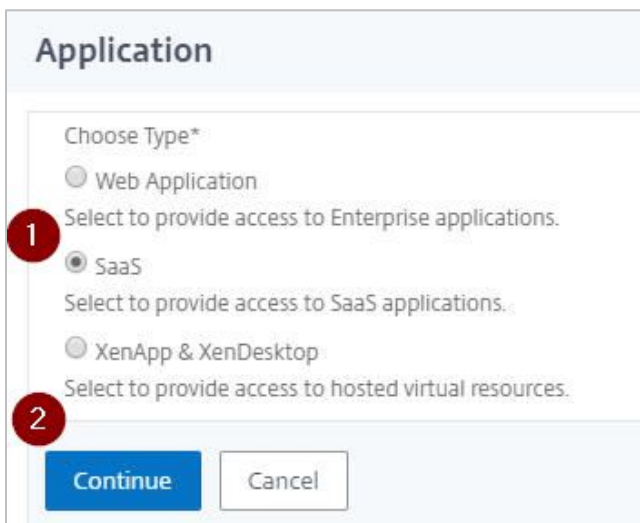 Application
Choose Type*
Web Application
Select to provide access to Enterprise applications.
1
SaaS
Select to provide access to SaaS applications.
XenApp & XenDesktop
Select to provide access to hosted virtual resources.
2
Continue
Cancel